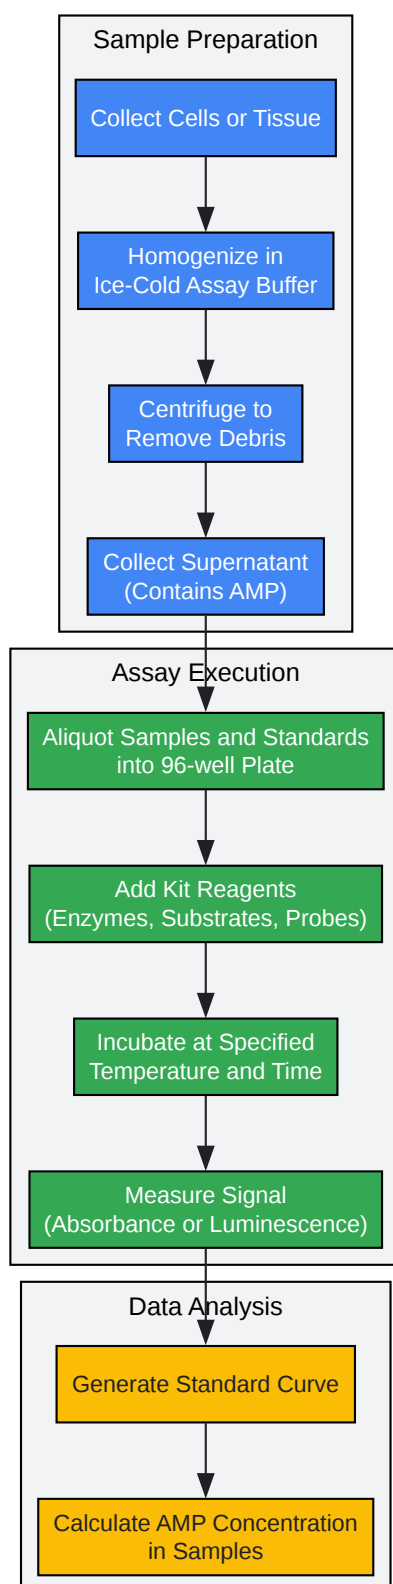 Sample Preparation
Collect Cells or Tissue
Homogenize in
Ice-Cold Assay Buffer
Centrifuge to
Remove Debris
Collect Supernatant
(Contains AMP)
Assay Execution
Aliquot Samples and Standards
into 96-well Plate
Add Kit Reagents
(Enzymes, Substrates, Probes)
Incubate at Specified
Temperature and Time
Measure Signal
(Absorbance or Luminescence)
Data Analysis
Generate Standard Curve
Calculate AMP Concentration
in Samples